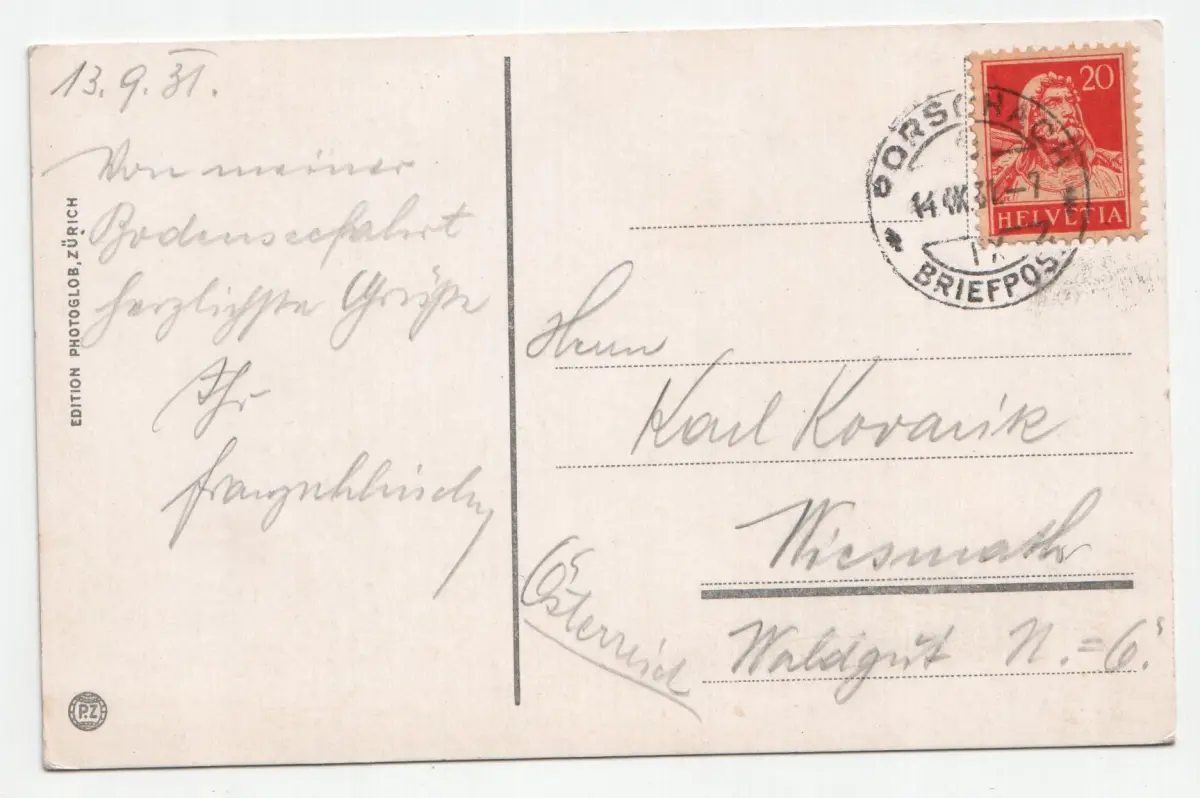 13. 9. 31.
Von meiner
Bodenseefahrt
herzlichste Grüße
Ihr
EDITION PHOTOGLOB, ZÜRICH
P.Z
20
HELVETIA
RORSCHACH
BRIEFPOST
Herrn
Karl Kovarik
Wiesmath
Waldgut N.=6.
Österreich